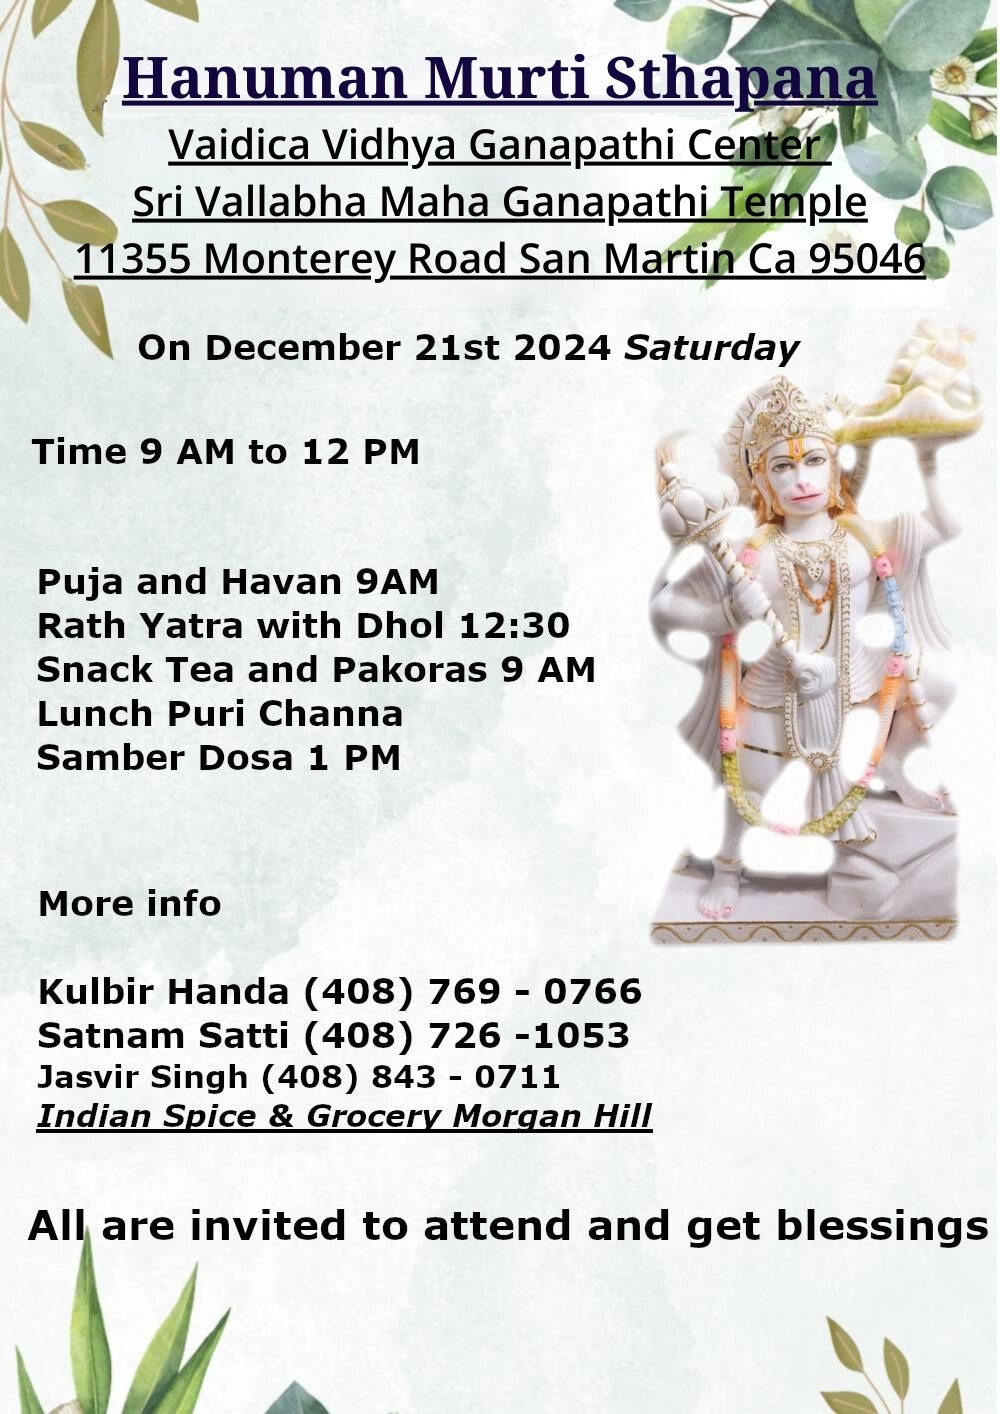 Hanuman Murti Sthapana
Vaidica Vidhya Ganapathi Center
Sri Vallabha Maha Ganapathi Temple
11355 Monterey Road San Martin Ca 95046
On December 21st 2024 Saturday
Time 9 AM to 12 PM
Puja and Havan 9AM
Rath Yatra with Dhol 12:30
Snack Tea and Pakoras 9 AM
Lunch Puri Channa
Samber Dosa 1 PM
More info
Kulbir Handa (408) 769 - 0766
Satnam Satti (408) 726 -1053
Jasvir Singh (408) 843 - 0711
Indian Spice & Grocery Morgan Hill
All are invited to attend and get blessings